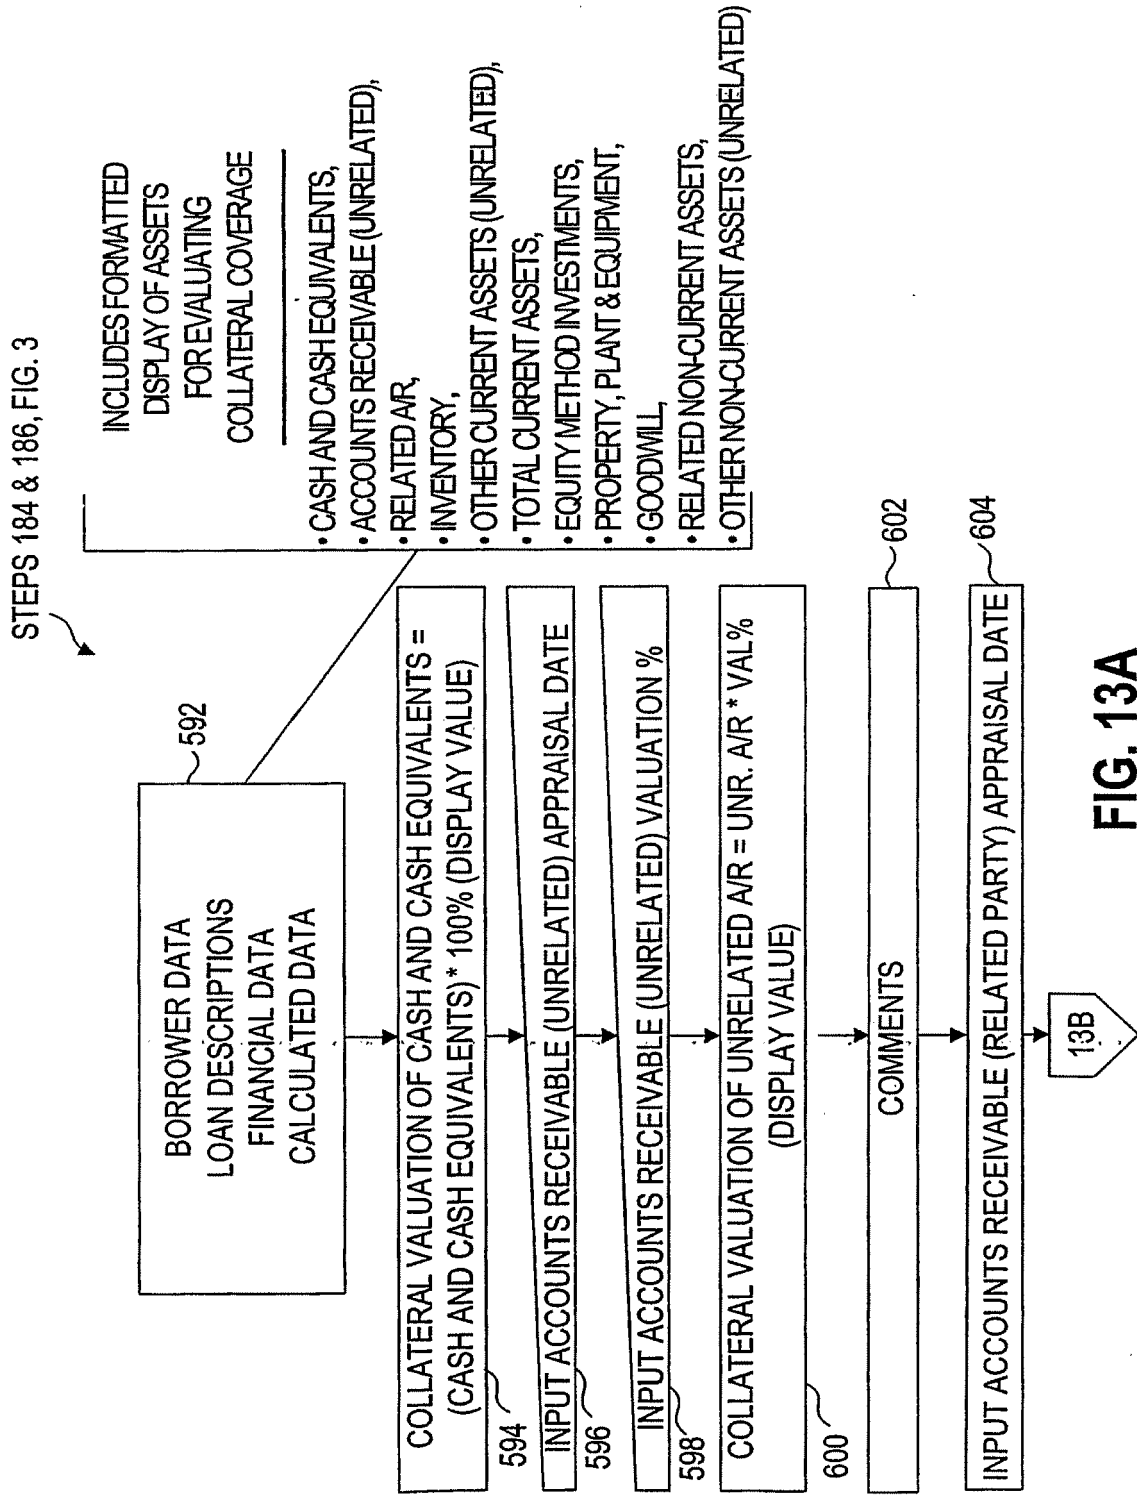 STEPS 184 & 186, FIG. 3
BORROWER DATA
LOAN DESCRIPTIONS
FINANCIAL DATA
CALCULATED DATA
592
INCLUDES FORMATTED
DISPLAY OF ASSETS
FOR EVALUATING
COLLATERAL COVERAGE
• CASH AND CASH EQUIVALENTS,
• ACCOUNTS RECEIVABLE (UNRELATED),
• RELATED A/R,
• INVENTORY,
• OTHER CURRENT ASSETS (UNRELATED),
• TOTAL CURRENT ASSETS,
• EQUITY METHOD INVESTMENTS,
• PROPERTY, PLANT & EQUIPMENT,
• GOODWILL,
• RELATED NON-CURRENT ASSETS,
• OTHER NON-CURRENT ASSETS (UNRELATED)
COLLATERAL VALUATION OF CASH AND CASH EQUIVALENTS =
(CASH AND CASH EQUIVALENTS) * 100% (DISPLAY VALUE)
594
INPUT ACCOUNTS RECEIVABLE (UNRELATED) APPRAISAL DATE
596
INPUT ACCOUNTS RECEIVABLE (UNRELATED) VALUATION %
598
COLLATERAL VALUATION OF UNRELATED A/R = UNR. A/R * VAL%
(DISPLAY VALUE)
600
COMMENTS
602
INPUT ACCOUNTS RECEIVABLE (RELATED PARTY) APPRAISAL DATE
604
13B
FIG. 13A